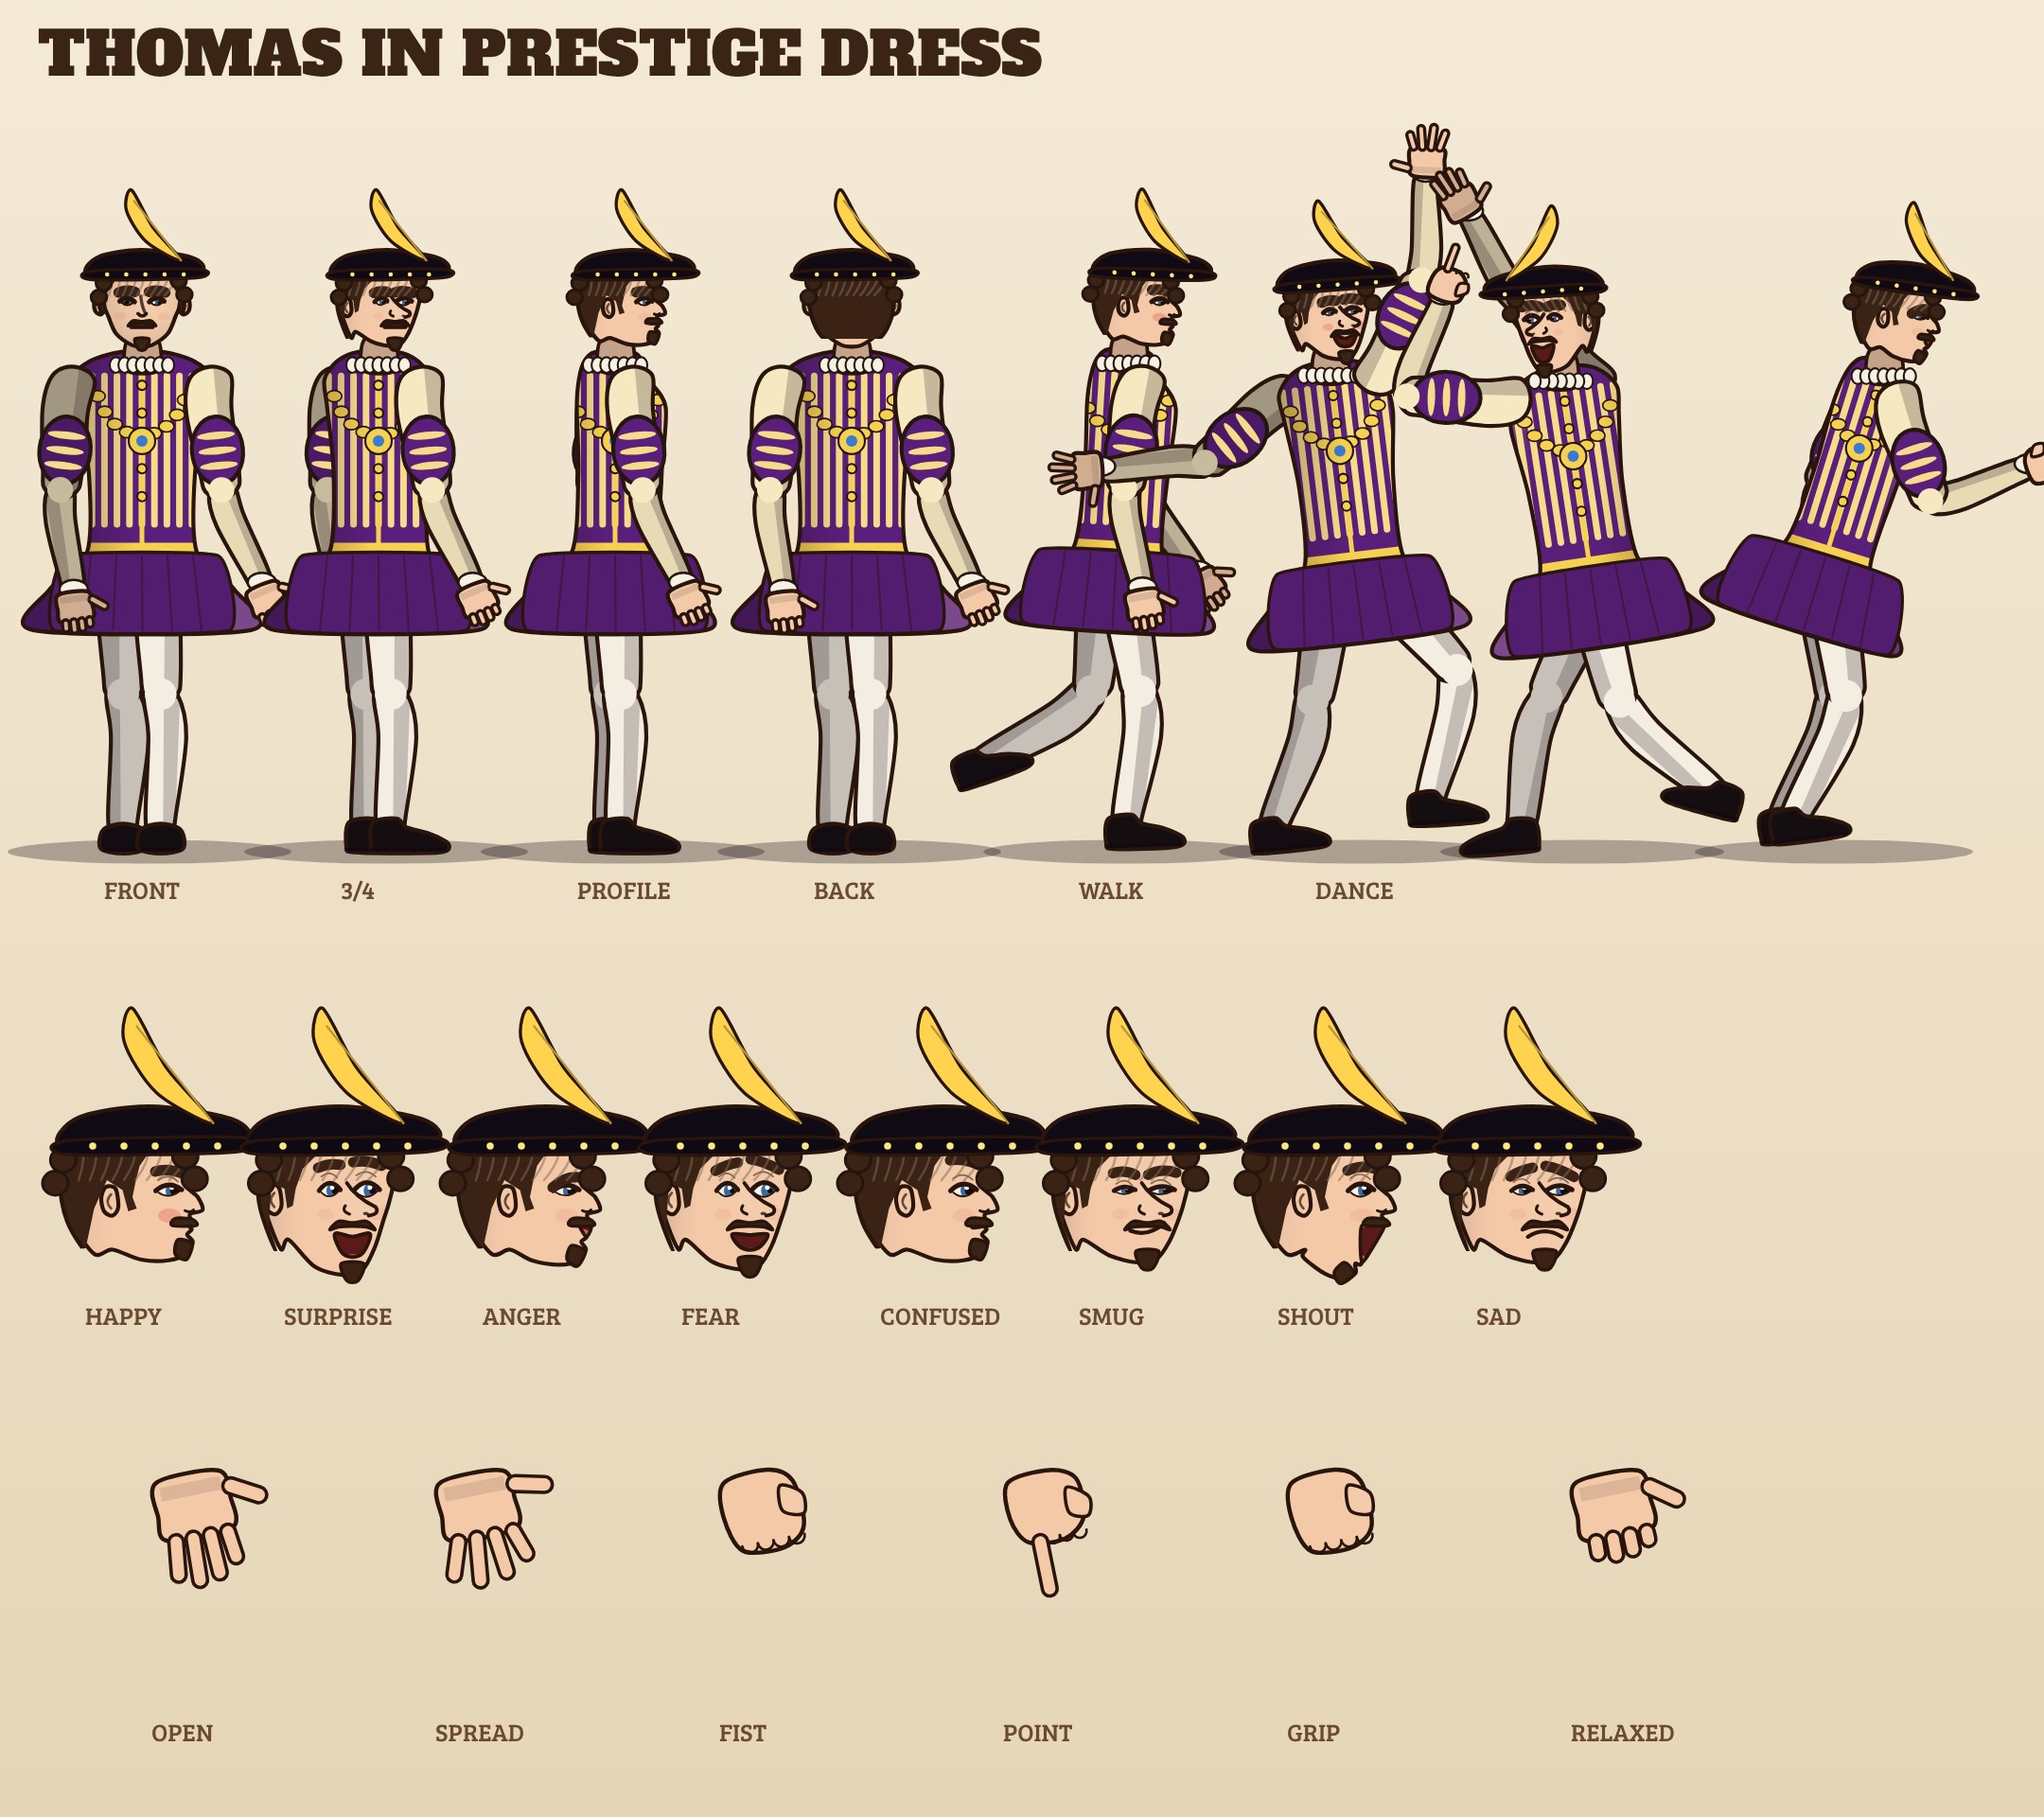 THOMAS IN PRESTIGE DRESS
FRONT 3/4 PROFILE BACK WALK DANCE
HAPPY SURPRISE ANGER FEAR CONFUSED SMUG SHOUT SAD
OPEN SPREAD FIST POINT GRIP RELAXED